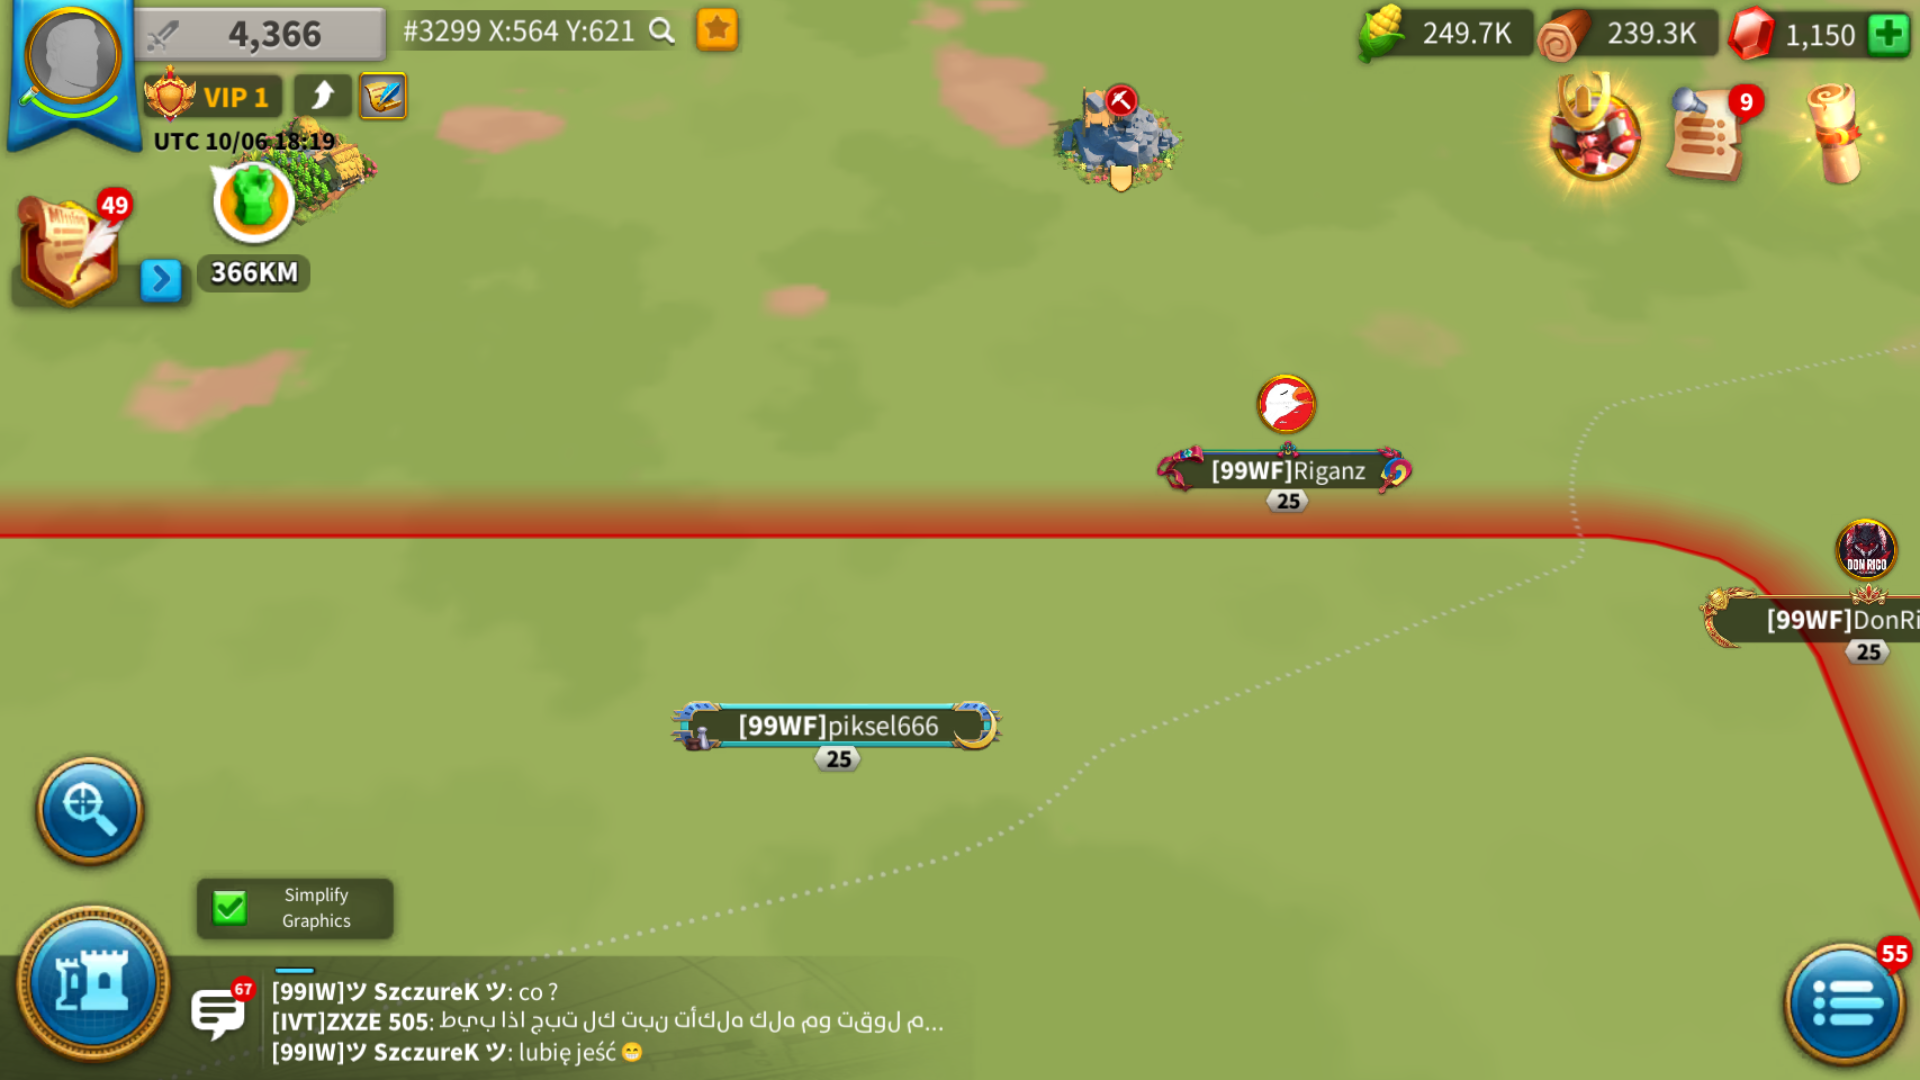 4,366
#3299 X:564 Y:621
249.7K
239.3K
1,150
VIP 1
UTC 10/06 18:19
9
Mission
49
366KM
[99WF]Riganz
25
DON RICO
[99WF]DonRi
25
[99WF]piksel666
25
Simplify
Graphics
55
67
[99IW]ツ SzczureK ツ: co ?
[IVT]ZXZE 505:
[99IW]ツ SzczureK ツ: lubię jeść 😁